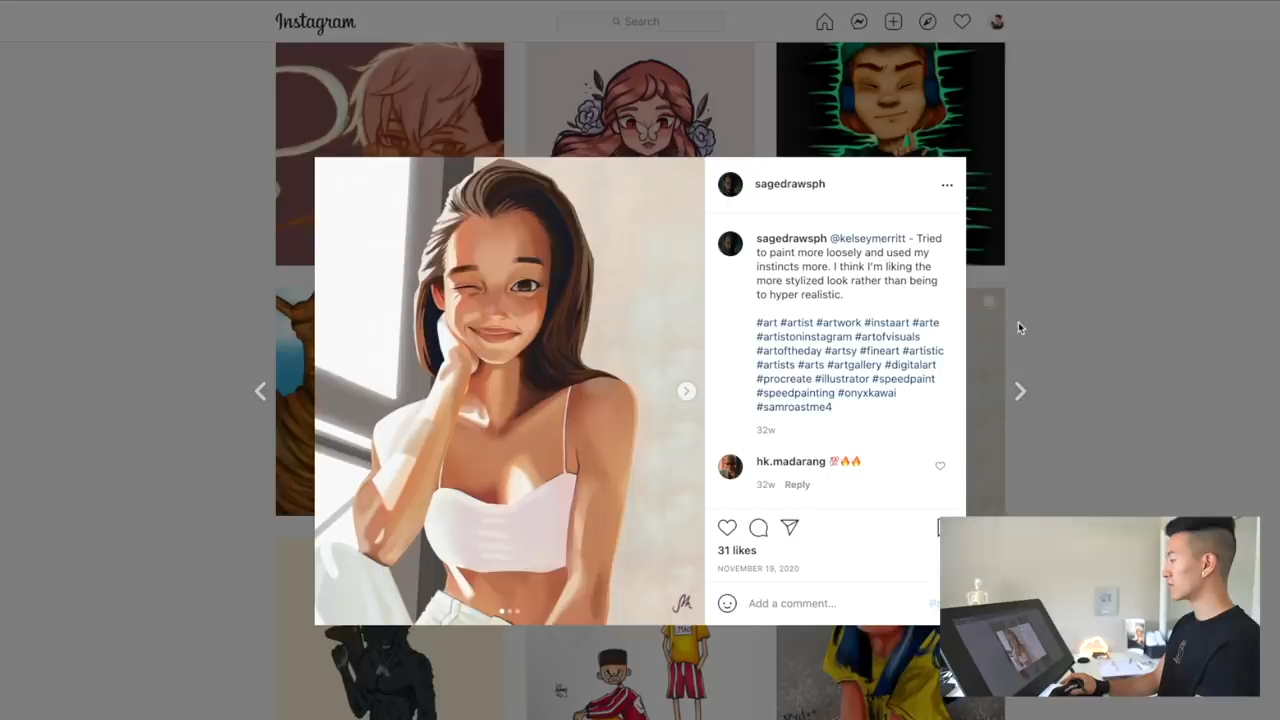 Instagram
Search
sagedrawsph
sagedrawsph @kelseymerritt - Tried
to paint more loosely and used my
instincts more. I think I'm liking the
more stylized look rather than being
to hyper realistic.
#art #artist #artwork #instaart #arte
#artistoninstagram #artofvisuals
#artoftheday #artsy #fineart #artistic
#artists #arts #artgallery #digitalart
#procreate #illustrator #speedpaint
#speedpainting #onyxkawai
#samroastme4
32w
hk.madarang 💯🔥🔥
32w Reply
31 likes
NOVEMBER 19, 2020
Add a comment...